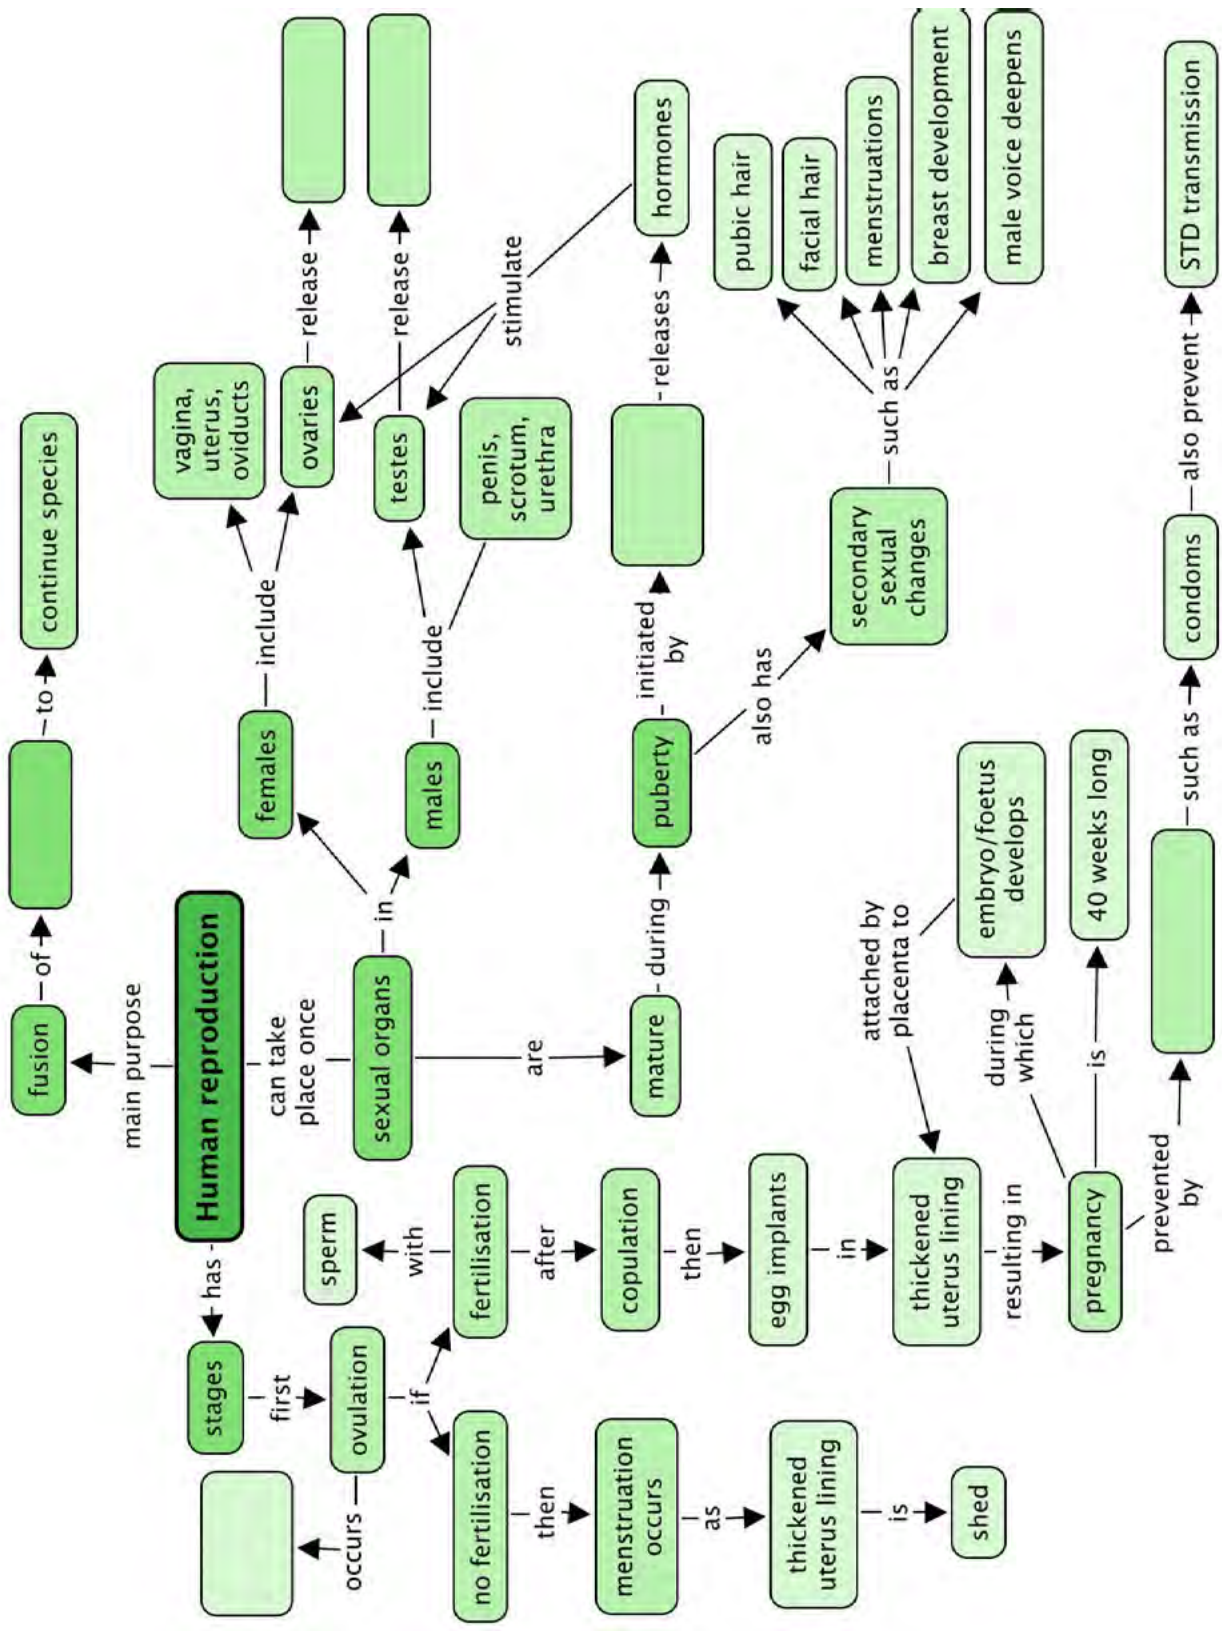 fusion
of
to
continue species
main purpose
Human reproduction
has
stages
first
ovulation
occurs
if
no fertilisation
then
menstruation
occurs
as
thickened
uterus lining
is
shed
fertilisation
with
sperm
after
copulation
then
egg implants
in
thickened
uterus lining
resulting in
pregnancy
during
which
embryo/foetus
develops
attached by
placenta to
is
40 weeks long
prevented
by
such as
condoms
also prevent
STD transmission
can take
place once
sexual organs
in
females
include
vagina,
uterus,
oviducts
ovaries
release
males
include
testes
release
penis,
scrotum,
urethra
are
mature
during
puberty
initiated
by
releases
hormones
stimulate
also has
secondary
sexual
changes
such as
pubic hair
facial hair
menstruations
breast development
male voice deepens